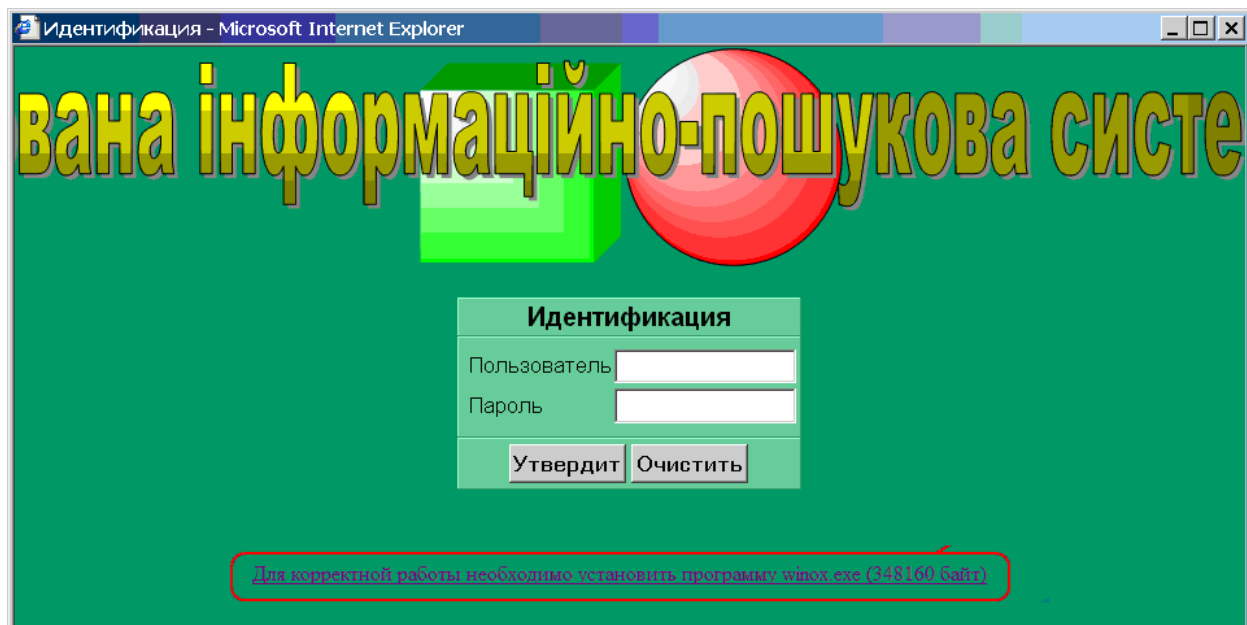 Идентификация - Microsoft Internet Explorer
вана інформаційно-пошукова систе
Идентификация
Пользователь
Пароль
Утвердит Очистить
Для корректной работы необходимо установить программу winox.exe (348160 байт)